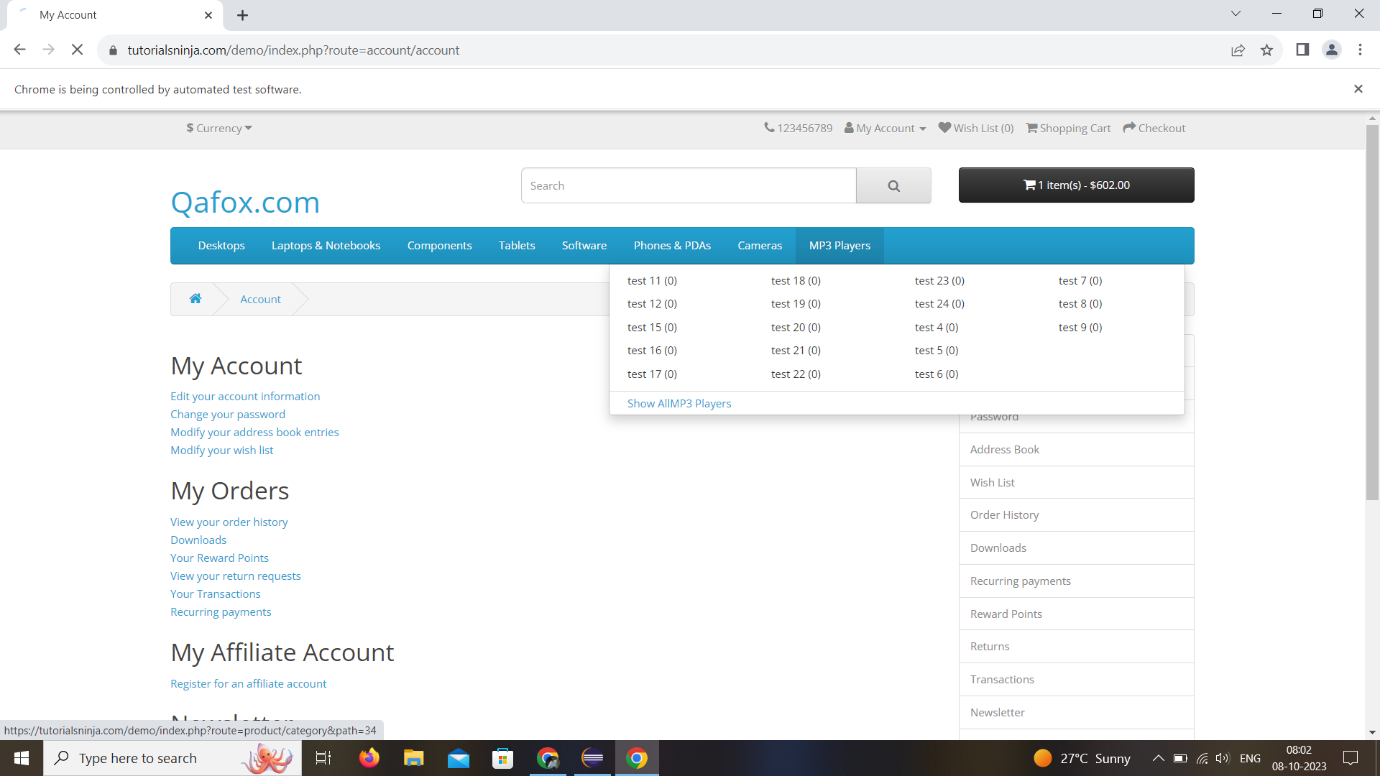 My Account
tutorialsninja.com/demo/index.php?route=account/account
Chrome is being controlled by automated test software.
$ Currency
123456789 My Account Wish List (0) Shopping Cart Checkout
Qafox.com
Search
1 item(s) - $602.00
Desktops Laptops & Notebooks Components Tablets Software Phones & PDAs Cameras MP3 Players
test 11 (0) test 18 (0) test 23 (0) test 7 (0)
test 12 (0) test 19 (0) test 24 (0) test 8 (0)
test 15 (0) test 20 (0) test 4 (0) test 9 (0)
test 16 (0) test 21 (0) test 5 (0)
test 17 (0) test 22 (0) test 6 (0)
Show AllMP3 Players
Account
My Account
Edit your account information
Change your password
Modify your address book entries
Modify your wish list
My Orders
View your order history
Downloads
Your Reward Points
View your return requests
Your Transactions
Recurring payments
My Affiliate Account
Register for an affiliate account
Newsletter
Password
Address Book
Wish List
Order History
Downloads
Recurring payments
Reward Points
Returns
Transactions
Newsletter
https://tutorialsninja.com/demo/index.php?route=product/category&path=34
Type here to search
27°C Sunny
ENG
08:02
08-10-2023